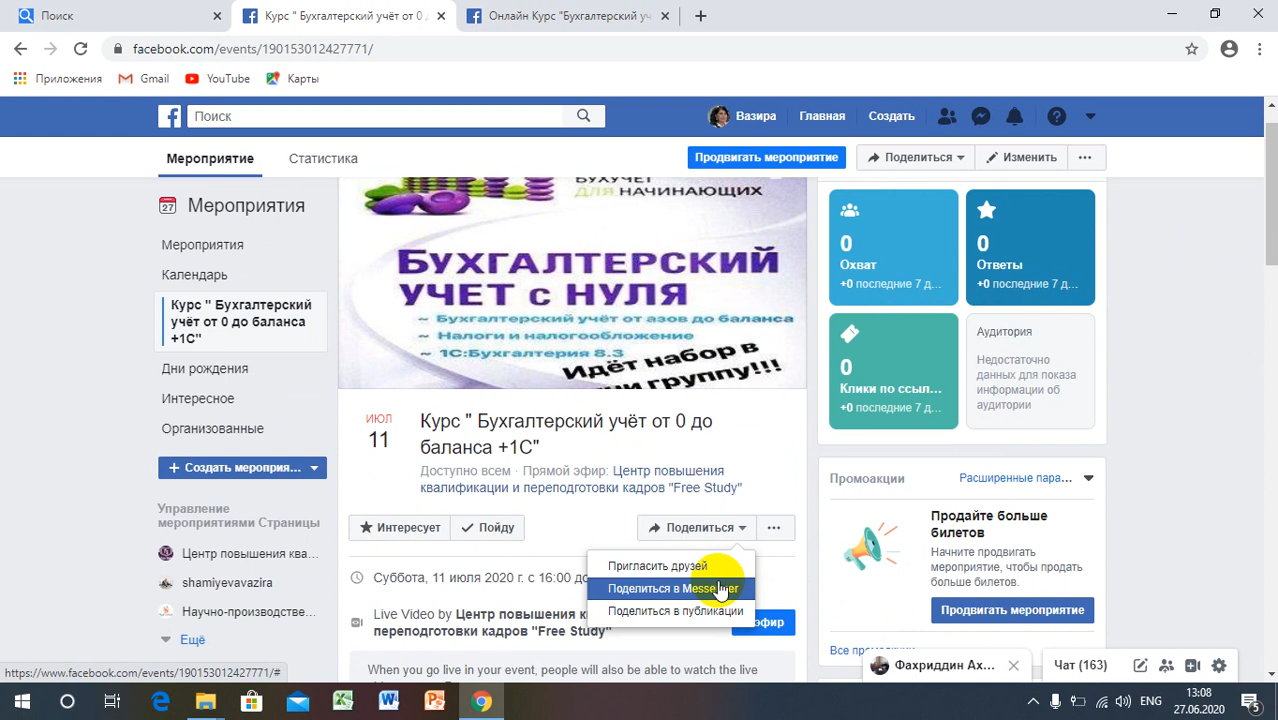 Поиск
Курс " Бухгалтерский учёт от 0
Онлайн Курс "Бухгалтерский уч
facebook.com/events/190153012427771/
Приложения
Gmail
YouTube
Карты
Поиск
Вазира
Главная
Создать
Мероприятие
Статистика
Продвигать мероприятие
Поделиться
Изменить
27
Мероприятия
Мероприятия
Календарь
Курс " Бухгалтерский
учёт от 0 до баланса
+1С"
Дни рождения
Интересное
Организованные
Создать мероприя...
Управление
мероприятиями Страницы
Центр повышения ква...
shamiyevavazira
Научно-производстве...
Ещё
БУХУЧЕТ
ДЛЯ НАЧИНАЮЩИХ
БУХГАЛТЕРСКИЙ
УЧЕТ с НУЛЯ
~ Бухгалтерский учёт от азов до баланса
~ Налоги и налогообложение
~ 1С:Бухгалтерия 8.3
Идёт набор в
группу!!!
ИЮЛ
11
Курс " Бухгалтерский учёт от 0 до
баланса +1С"
Доступно всем · Прямой эфир: Центр повышения
квалификации и переподготовки кадров "Free Study"
Интересует
Пойду
Поделиться
Пригласить друзей
Поделиться в Messenger
Поделиться в публикации
Суббота, 11 июля 2020 г. с 16:00 до
Live Video by Центр повышения к
переподготовки кадров "Free Study"
эфир
When you go live in your event, people will also be able to watch the live
0
Охват
+0 последние 7 д...
0
Ответы
+0 последние 7 д...
0
Клики по ссыл...
+0 последние 7 д...
Аудитория
Недостаточно
данных для показа
информации об
аудитории
Промоакции
Расширенные пара...
Продайте больше
билетов
Начните продвигать
мероприятие, чтобы продать
больше билетов.
Продвигать мероприятие
Все
Фахриддин Ах...
Чат (163)
https://www.facebook.com/events/190153012427771/#
ENG
13:08
27.06.2020
5